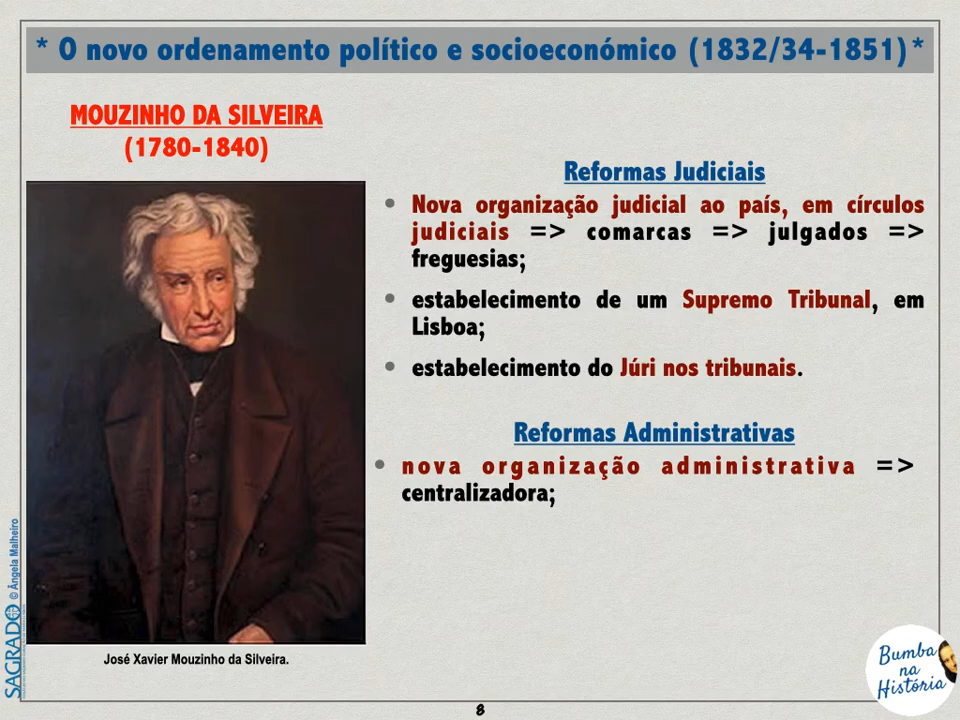 * O novo ordenamento político e socioeconómico (1832/34-1851)*
MOUZINHO DA SILVEIRA
(1780-1840)
Reformas Judiciais
• Nova organização judicial ao país, em círculos
judiciais => comarcas => julgados =>
freguesias;
• estabelecimento de um Supremo Tribunal, em
Lisboa;
• estabelecimento do Júri nos tribunais.
Reformas Administrativas
• nova organização administrativa =>
centralizadora;
José Xavier Mouzinho da Silveira.
SAGRADO
© Ângela Malheiro
Bumba
na
História
8